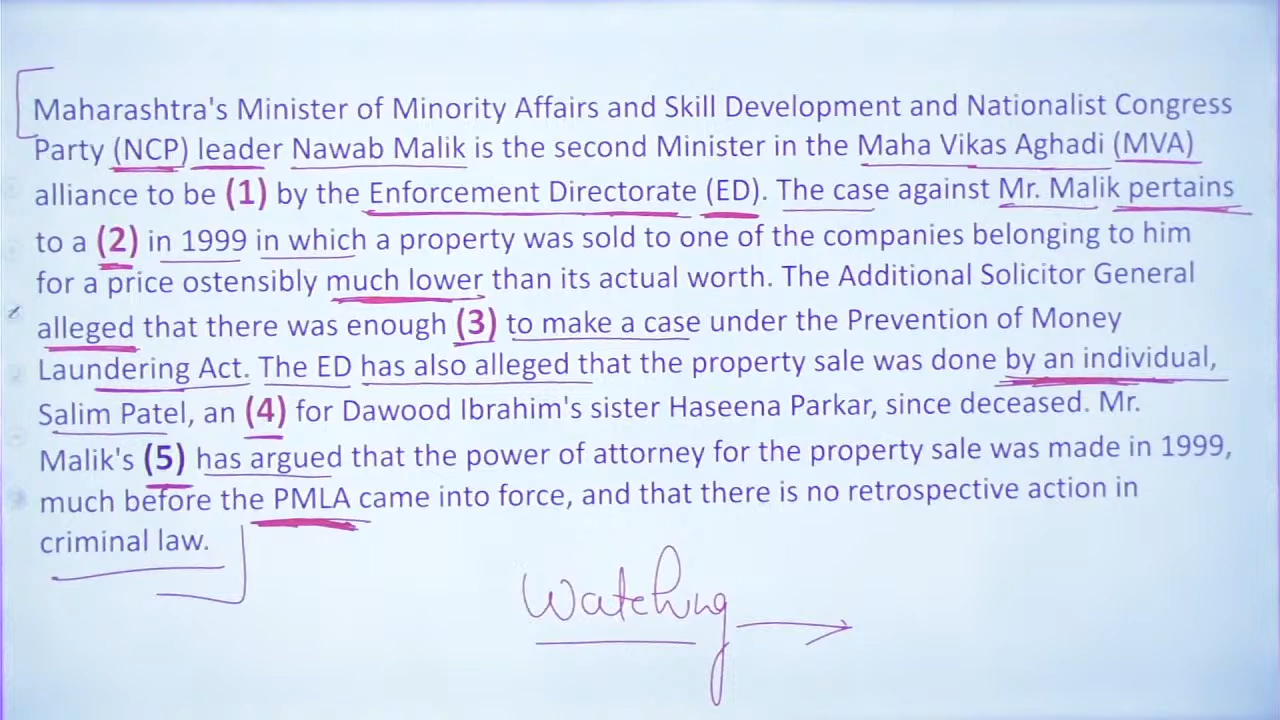 Maharashtra's Minister of Minority Affairs and Skill Development and Nationalist Congress
Party (NCP) leader Nawab Malik is the second Minister in the Maha Vikas Aghadi (MVA)
alliance to be (1) by the Enforcement Directorate (ED). The case against Mr. Malik pertains
to a (2) in 1999 in which a property was sold to one of the companies belonging to him
for a price ostensibly much lower than its actual worth. The Additional Solicitor General
alleged that there was enough (3) to make a case under the Prevention of Money
Laundering Act. The ED has also alleged that the property sale was done by an individual,
Salim Patel, an (4) for Dawood Ibrahim's sister Haseena Parkar, since deceased. Mr.
Malik's (5) has argued that the power of attorney for the property sale was made in 1999,
much before the PMLA came into force, and that there is no retrospective action in
criminal law.
Watching